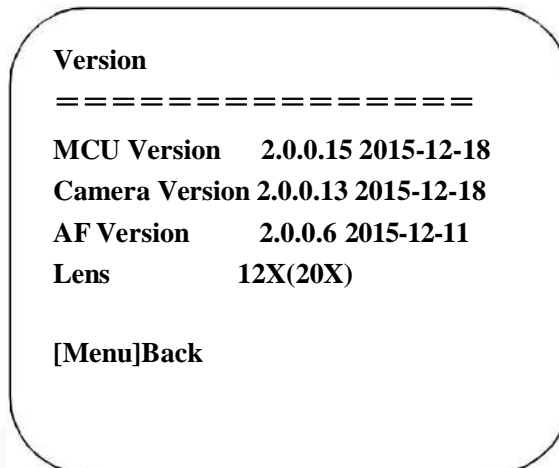 Version
===============
MCU Version 2.0.0.15 2015-12-18
Camera Version 2.0.0.13 2015-12-18
AF Version 2.0.0.6 2015-12-11
Lens 12X(20X)
[Menu]Back